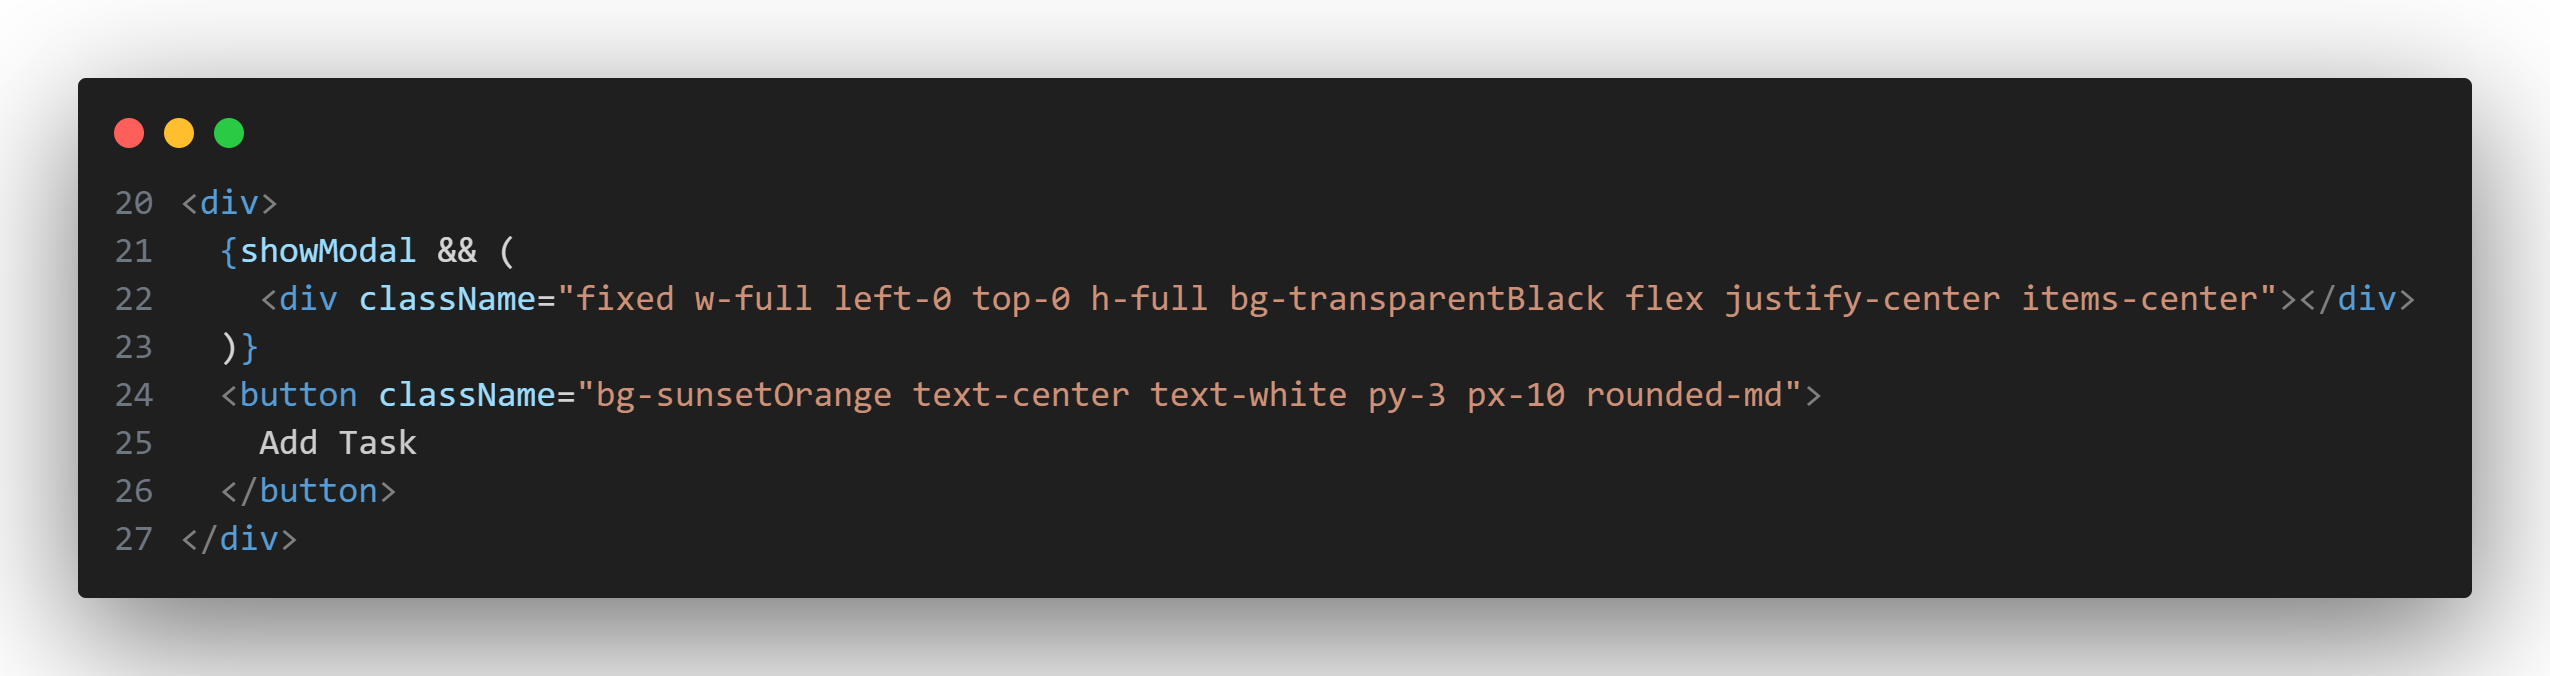 20 <div>
21   {showModal && (
22     <div className="fixed w-full left-0 top-0 h-full bg-transparentBlack flex justify-center items-center"></div>
23   )}
24   <button className="bg-sunsetOrange text-center text-white py-3 px-10 rounded-md">
25     Add Task
26   </button>
27 </div>